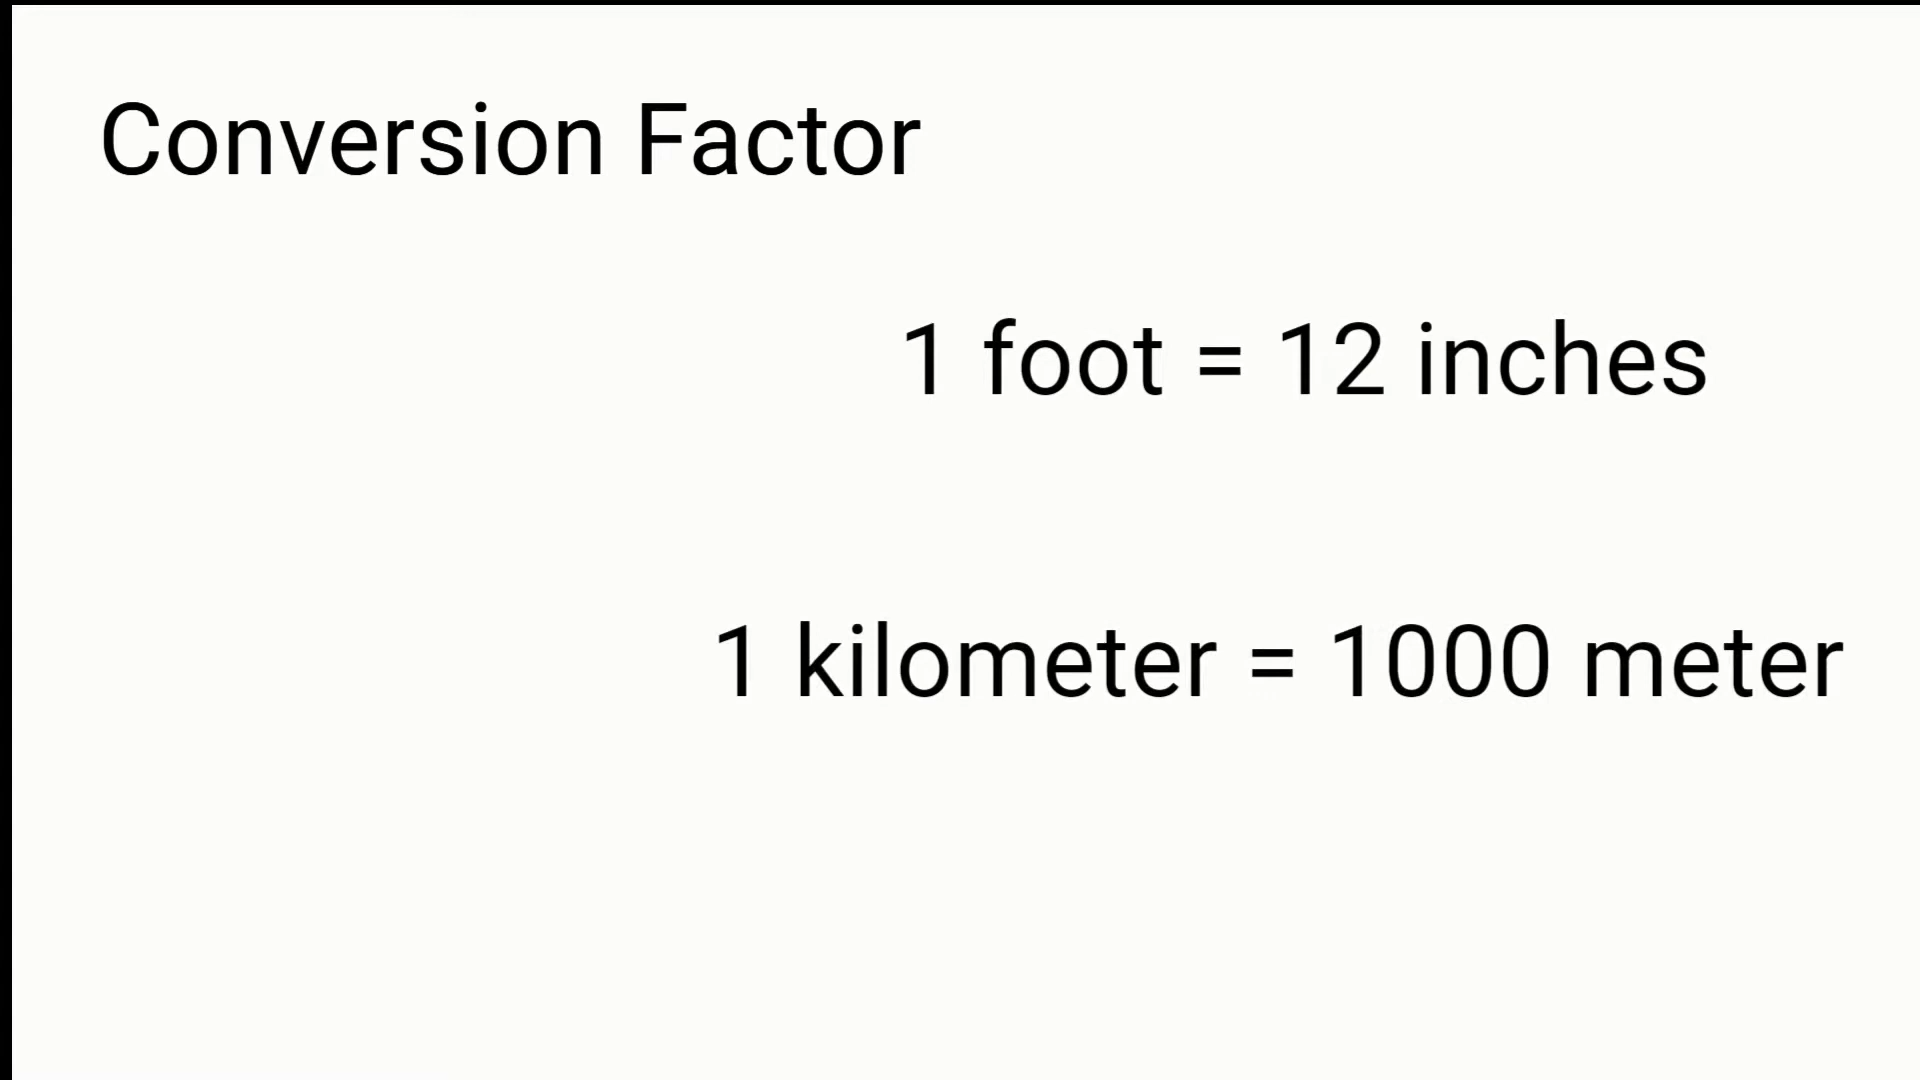 Conversion Factor
1 foot = 12 inches
1 kilometer = 1000 meter